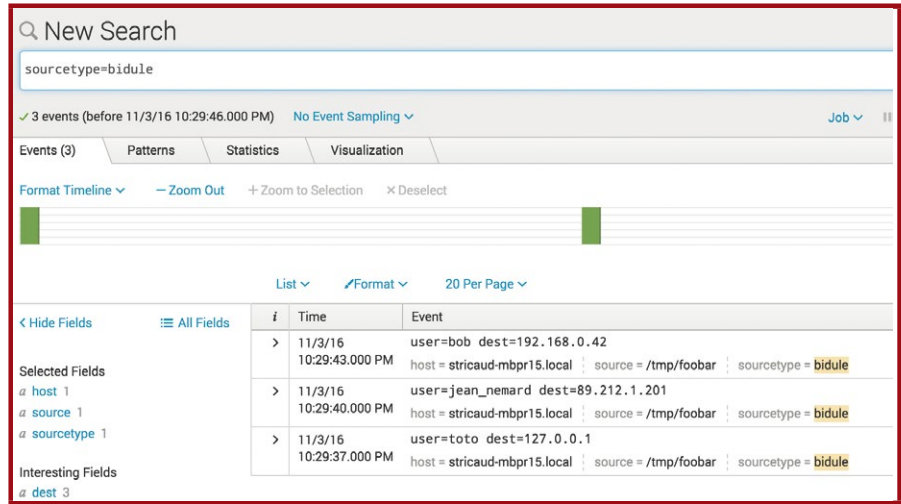 New Search
sourcetype=bidule
3 events (before 11/3/16 10:29:46.000 PM) No Event Sampling Job
Events (3) Patterns Statistics Visualization
Format Timeline − Zoom Out + Zoom to Selection × Deselect
List Format 20 Per Page
< Hide Fields All Fields i Time Event
Selected Fields
a host 1
a source 1
a sourcetype 1
Interesting Fields
a dest 3
> 11/3/16 user=bob dest=192.168.0.42
10:29:43.000 PM host = stricaud-mbpr15.local source = /tmp/foobar sourcetype = bidule
> 11/3/16 user=jean_nemard dest=89.212.1.201
10:29:40.000 PM host = stricaud-mbpr15.local source = /tmp/foobar sourcetype = bidule
> 11/3/16 user=toto dest=127.0.0.1
10:29:37.000 PM host = stricaud-mbpr15.local source = /tmp/foobar sourcetype = bidule